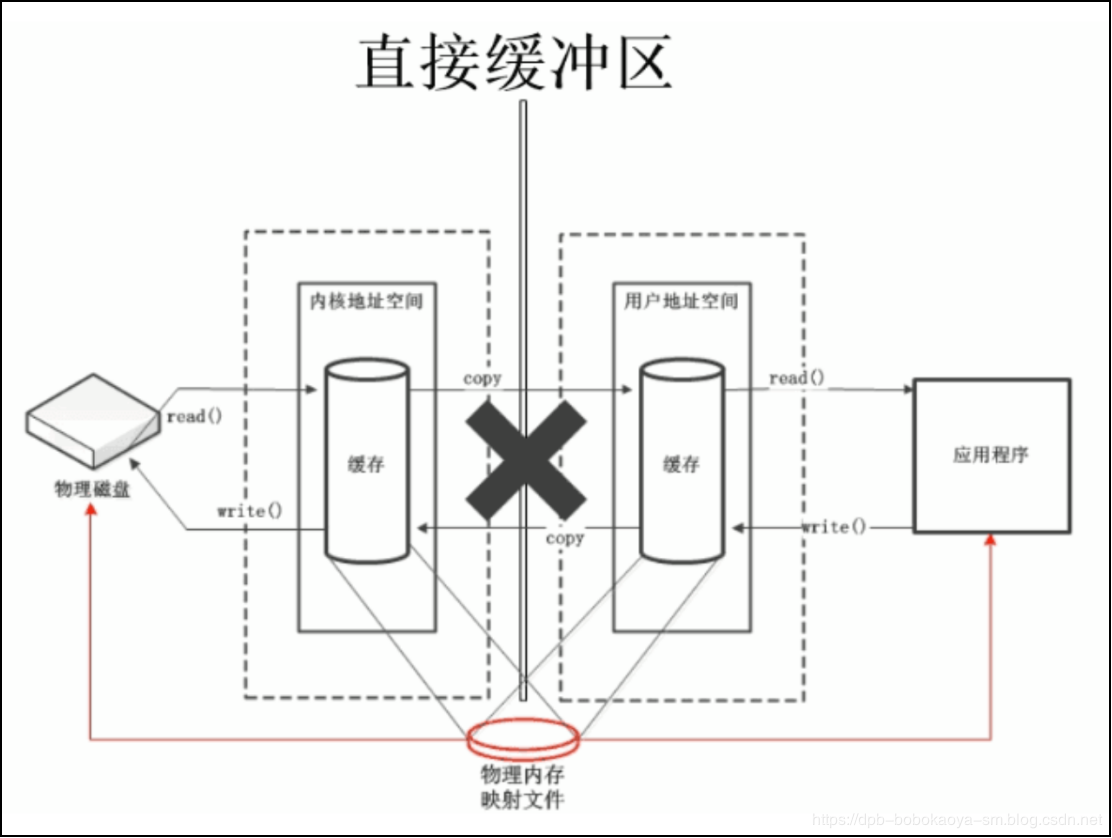 直接缓冲区
内核地址空间
用户地址空间
copy
read()
read()
缓存
缓存
应用程序
物理磁盘
write()
copy
write()
物理内存
映射文件
https://dpb-bobokaoya-sm.blog.csdn.net